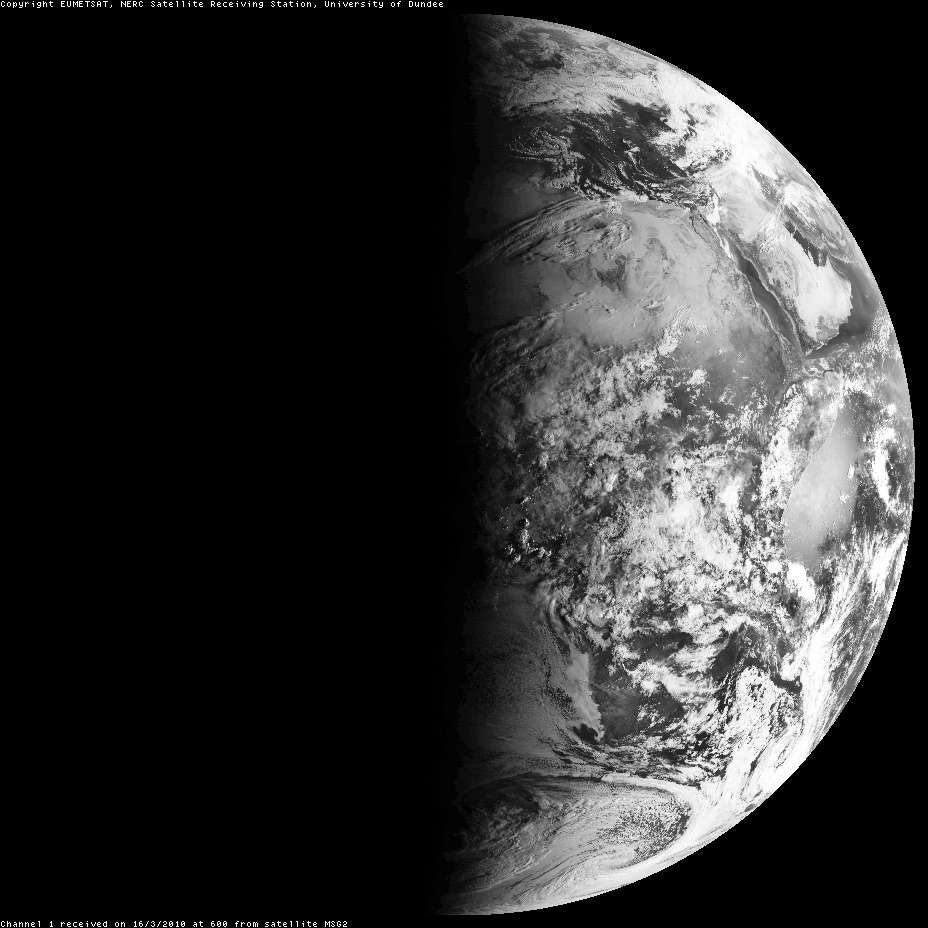 Copyright EUMETSAT, NERC Satellite Receiving Station, University of Dundee
Channel 1 received on 16/3/2010 at 600 from satellite MSG2